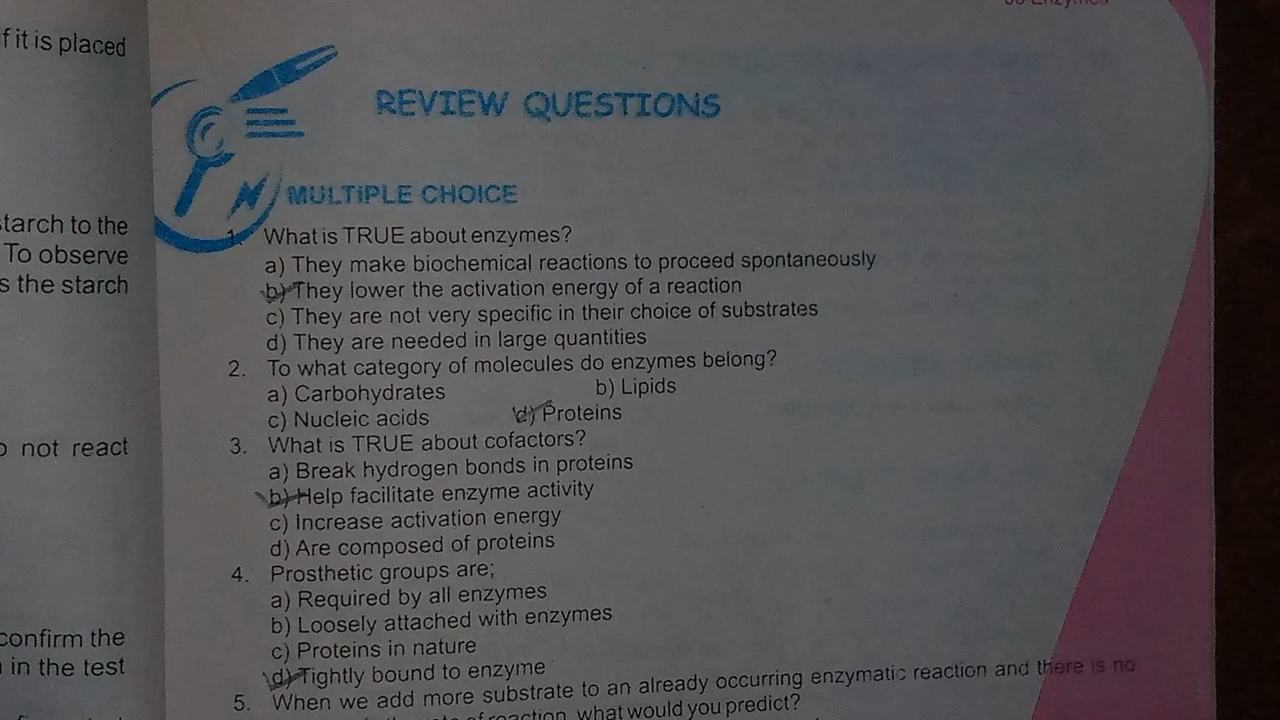 f it is placed
tarch to the
To observe
s the starch
not react
confirm the
in the test
Enzymes
REVIEW QUESTIONS
MULTIPLE CHOICE
1. What is TRUE about enzymes?
a) They make biochemical reactions to proceed spontaneously
b) They lower the activation energy of a reaction
c) They are not very specific in their choice of substrates
d) They are needed in large quantities
2. To what category of molecules do enzymes belong?
a) Carbohydrates b) Lipids
c) Nucleic acids d) Proteins
3. What is TRUE about cofactors?
a) Break hydrogen bonds in proteins
b) Help facilitate enzyme activity
c) Increase activation energy
d) Are composed of proteins
4. Prosthetic groups are;
a) Required by all enzymes
b) Loosely attached with enzymes
c) Proteins in nature
d) Tightly bound to enzyme
5. When we add more substrate to an already occurring enzymatic reaction and there is no
of reaction, what would you predict?